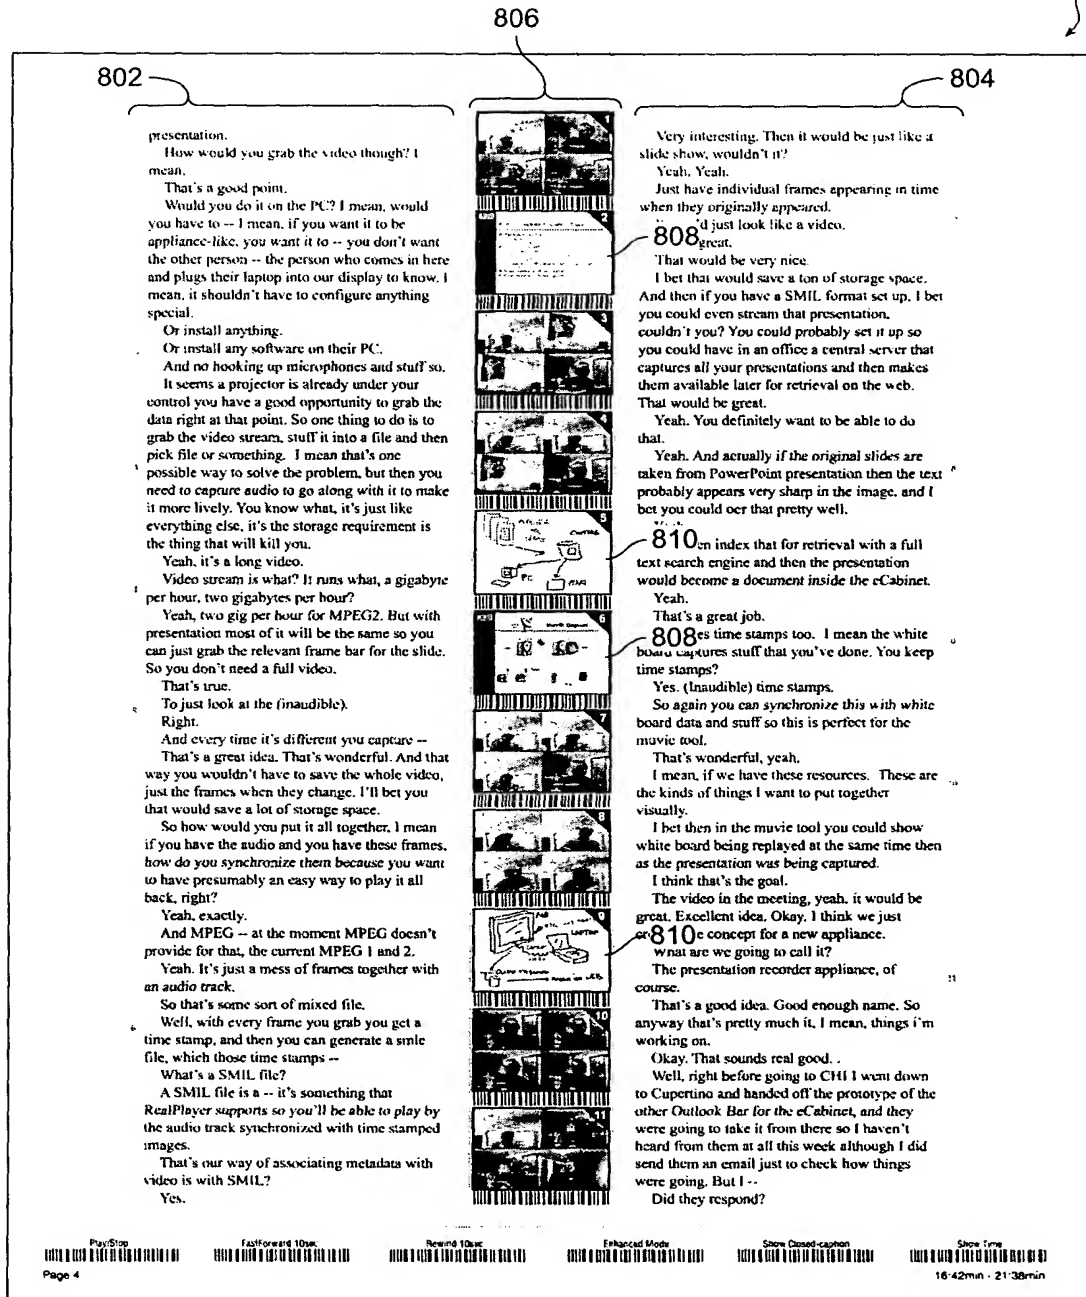 806
802
804
presentation.
How would you grab the video though? I
mean,
That's a good point.
Would you do it on the PC? I mean, would
you have to -- I mean, if you want it to be
appliance-like, you want it to -- you don't want
the other person -- the person who comes in here
and plugs their laptop into our display to know. I
mean, it shouldn't have to configure anything
special.
Or install anything.
Or install any software on their PC.
And no hooking up microphones and stuff so.
It seems a projector is already under your
control you have a good opportunity to grab the
data right at that point. So one thing to do is to
grab the video stream, stuff it into a file and then
pick file or something. I mean that's one
possible way to solve the problem, but then you
need to capture audio to go along with it to make
it more lively. You know what, it's just like
everything else, it's the storage requirement is
the thing that will kill you.
Yeah, it's a long video.
Video stream is what? It runs what, a gigabyte
per hour, two gigabytes per hour?
Yeah, two gig per hour for MPEG2. But with
presentation most of it will be the same so you
can just grab the relevant frame bar for the slide.
So you don't need a full video.
That's true.
To just look at the (inaudible).
Right.
And every time it's different you capture --
That's a great idea. That's wonderful. And that
way you wouldn't have to save the whole video,
just the frames when they change. I'll bet you
that would save a lot of storage space.
So how would you put it all together, I mean
if you have the audio and you have these frames,
how do you synchronize them because you want
to have presumably an easy way to play it all
back, right?
Yeah, exactly.
And MPEG -- at the moment MPEG doesn't
provide for that, the current MPEG 1 and 2.
Yeah. It's just a mess of frames together with
an audio track.
So that's some sort of mixed file.
Well, with every frame you grab you get a
time stamp, and then you can generate a smle
file, which those time stamps --
What's a SMIL file?
A SMIL file is a -- it's something that
RealPlayer supports so you'll be able to play by
the audio track synchronized with time stamped
images.
That's our way of associating metadata with
video is with SMIL?
Yes.
1
2
3
4
5
PC
6
7
8
9
LAPTOP
10
11
Very interesting. Then it would be just like a
slide show, wouldn't it?
Yeah, Yeah.
Just have individual frames appearing in time
when they originally appeared.
'd just look like a video.
808 great.
That would be very nice.
I bet that would save a ton of storage space.
And then if you have a SMIL format set up, I bet
you could even stream that presentation,
couldn't you? You could probably set it up so
you could have in an office a central server that
captures all your presentations and then makes
them available later for retrieval on the web.
That would be great.
Yeah. You definitely want to be able to do
that.
Yeah. And actually if the original slides are
taken from PowerPoint presentation then the text
probably appears very sharp in the image, and I
bet you could ocr that pretty well.
810 en index that for retrieval with a full
text search engine and then the presentation
would become a document inside the eCabinet.
Yeah.
That's a great job.
808 es time stamps too. I mean the white
board captures stuff that you've done. You keep
time stamps?
Yes. (Inaudible) time stamps.
So again you can synchronize this with white
board data and stuff so this is perfect for the
muvie tool.
That's wonderful, yeah.
I mean, if we have these resources. These are
the kinds of things I want to put together
visually.
I bet then in the muvie tool you could show
white board being replayed at the same time then
as the presentation was being captured.
I think that's the goal.
The video in the meeting, yeah, it would be
great. Excellent idea. Okay. I think we just
810 e concept for a new appliance.
What are we going to call it?
The presentation recorder appliance, of
course.
That's a good idea. Good enough name. So
anyway that's pretty much it, I mean, things i'm
working on.
Okay. That sounds real good. .
Well, right before going to CHI I went down
to Cupertino and handed off the prototype of the
other Outlook Bar for the eCabinet, and they
were going to take it from there so I haven't
heard from them at all this week although I did
send them an email just to check how things
were going. But I --
Did they respond?
Play/Stop
FastForward 10sec
Rewind 10sec
Enhanced Mode
Show Closed-caption
Show Time
Page 4
16:42min - 21:38min